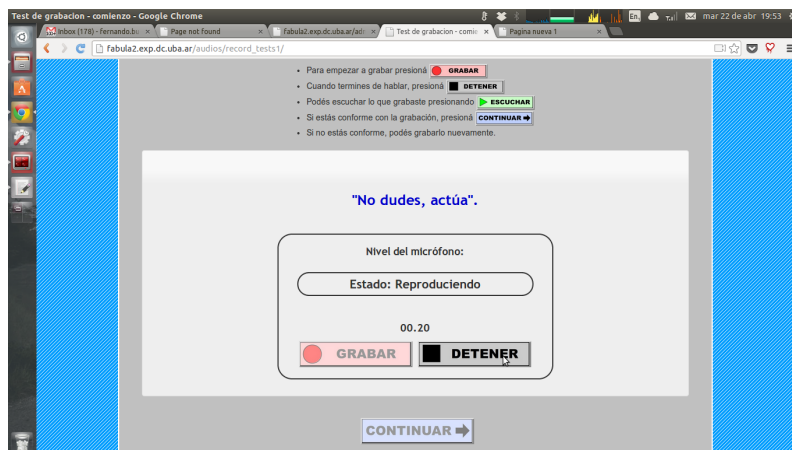 Test de grabacion - comienzo - Google Chrome
En
mar 22 de abr 19:53
Inbox (178) - fernando.b
Page not found
fabula2.exp.dc.uba.ar/adm
Test de grabacion - comie
Pagina nueva 1
fabula2.exp.dc.uba.ar/audios/record_tests1/
Para empezar a grabar presioná GRABAR
Cuando termines de hablar, presioná DETENER
Podés escuchar lo que grabaste presionando ESCUCHAR
Si estás conforme con la grabación, presioná CONTINUAR
Si no estás conforme, podés grabarlo nuevamente.
"No dudes, actúa".
Nivel del micrófono:
Estado: Reproduciendo
00.20
GRABAR
DETENER
CONTINUAR